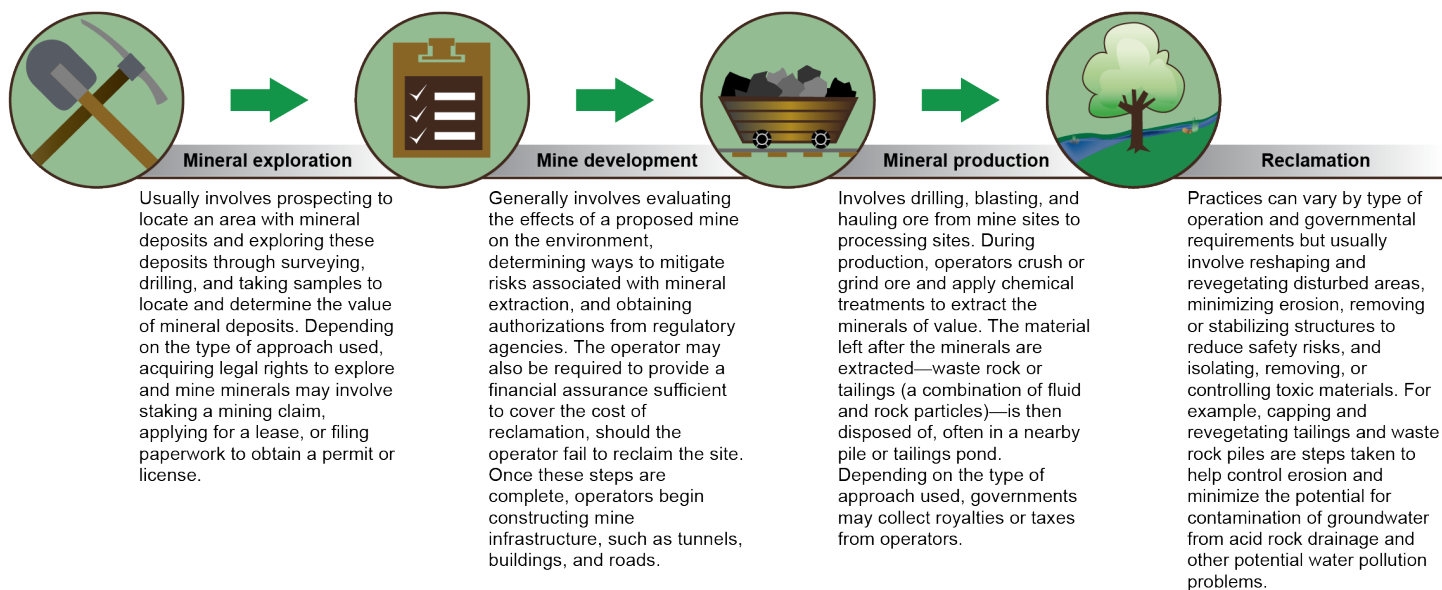 Mineral exploration
Usually involves prospecting to
locate an area with mineral
deposits and exploring these
deposits through surveying,
drilling, and taking samples to
locate and determine the value
of mineral deposits. Depending
on the type of approach used,
acquiring legal rights to explore
and mine minerals may involve
staking a mining claim,
applying for a lease, or filing
paperwork to obtain a permit or
license.
Mine development
Generally involves evaluating
the effects of a proposed mine
on the environment,
determining ways to mitigate
risks associated with mineral
extraction, and obtaining
authorizations from regulatory
agencies. The operator may
also be required to provide a
financial assurance sufficient
to cover the cost of
reclamation, should the
operator fail to reclaim the site.
Once these steps are
complete, operators begin
constructing mine
infrastructure, such as tunnels,
buildings, and roads.
Mineral production
Involves drilling, blasting, and
hauling ore from mine sites to
processing sites. During
production, operators crush or
grind ore and apply chemical
treatments to extract the
minerals of value. The material
left after the minerals are
extracted—waste rock or
tailings (a combination of fluid
and rock particles)—is then
disposed of, often in a nearby
pile or tailings pond.
Depending on the type of
approach used, governments
may collect royalties or taxes
from operators.
Reclamation
Practices can vary by type of
operation and governmental
requirements but usually
involve reshaping and
revegetating disturbed areas,
minimizing erosion, removing
or stabilizing structures to
reduce safety risks, and
isolating, removing, or
controlling toxic materials. For
example, capping and
revegetating tailings and waste
rock piles are steps taken to
help control erosion and
minimize the potential for
contamination of groundwater
from acid rock drainage and
other potential water pollution
problems.